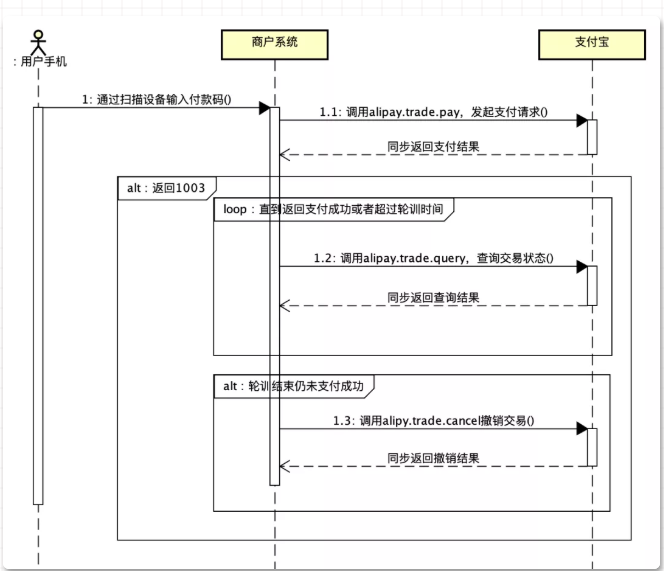 : 用户手机
商户系统
支付宝
1: 通过扫描设备输入付款码()
1.1: 调用alipay.trade.pay，发起支付请求()
同步返回支付结果
alt : 返回1003
loop : 直到返回支付成功或者超过轮训时间
1.2: 调用alipay.trade.query，查询交易状态()
同步返回查询结果
alt : 轮训结束仍未支付成功
1.3: 调用alipy.trade.cancel撤销交易()
同步返回撤销结果